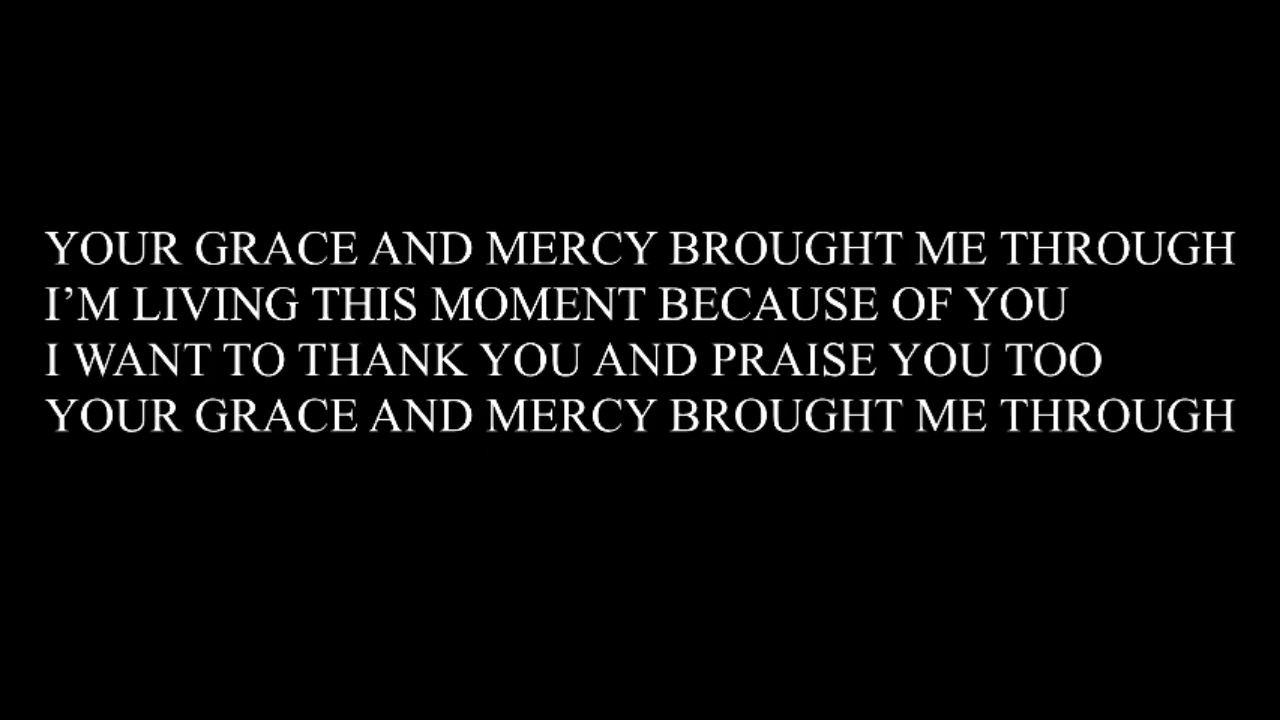 YOUR GRACE AND MERCY BROUGHT ME THROUGH
I’M LIVING THIS MOMENT BECAUSE OF YOU
I WANT TO THANK YOU AND PRAISE YOU TOO
YOUR GRACE AND MERCY BROUGHT ME THROUGH